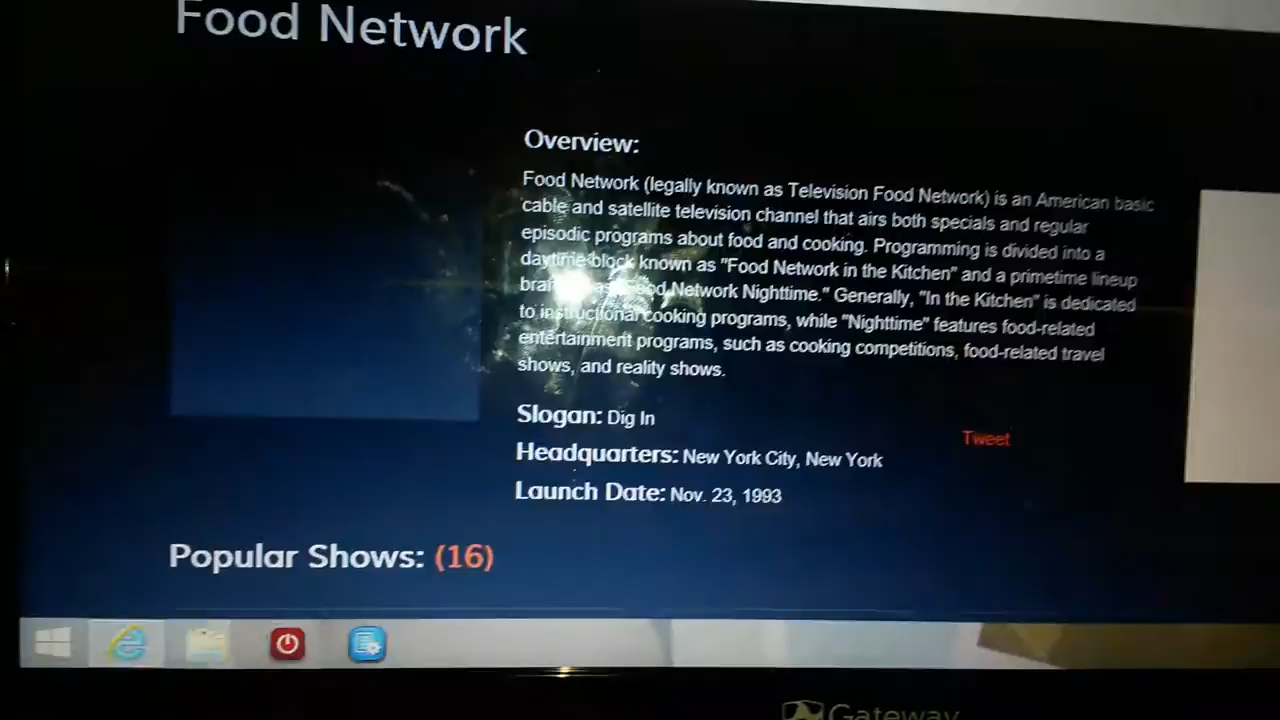 Food Network
Overview:
Food Network (legally known as Television Food Network) is an American basic
cable and satellite television channel that airs both specials and regular
episodic programs about food and cooking. Programming is divided into a
daytime block known as "Food Network in the Kitchen" and a primetime lineup
Network Nighttime." Generally, "In the Kitchen" is dedicated
to instructional cooking programs, while "Nighttime" features food-related
entertainment programs, such as cooking competitions, food-related travel
shows, and reality shows.
Slogan: Dig In
Tweet
Headquarters: New York City, New York
Launch Date: Nov. 23, 1993
Popular Shows: (16)
Gateway